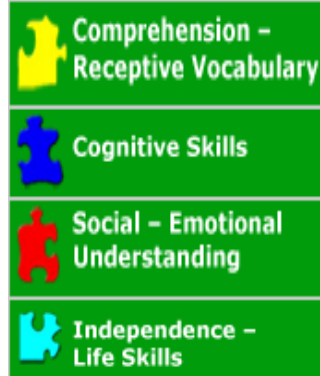 Comprehension –
Receptive Vocabulary
Cognitive Skills
Social – Emotional
Understanding
Independence –
Life Skills